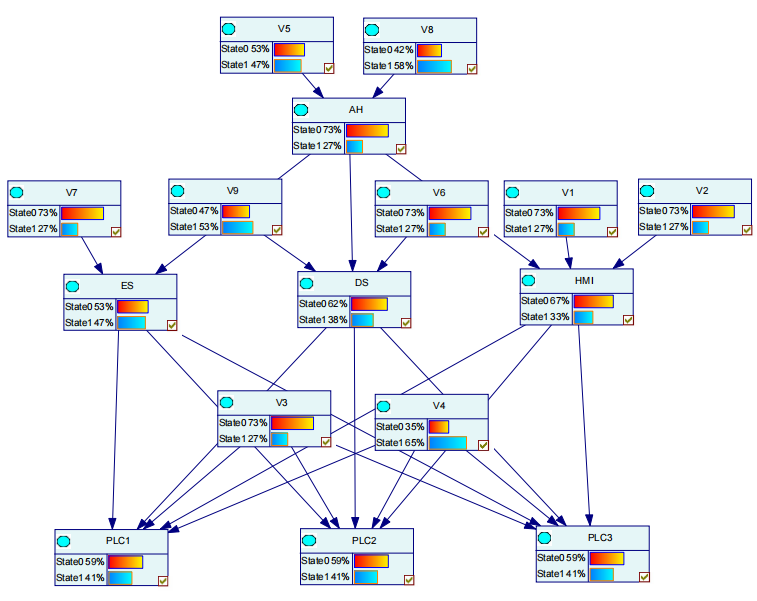 V5
State0 53%
State1 47%
V8
State0 42%
State1 58%
AH
State0 73%
State1 27%
V7
State0 73%
State1 27%
V9
State0 47%
State1 53%
V6
State0 73%
State1 27%
V1
State0 73%
State1 27%
V2
State0 73%
State1 27%
ES
State0 53%
State1 47%
DS
State0 62%
State1 38%
HMI
State0 67%
State1 33%
V3
State0 73%
State1 27%
V4
State0 35%
State1 65%
PLC1
State0 59%
State1 41%
PLC2
State0 59%
State1 41%
PLC3
State0 59%
State1 41%